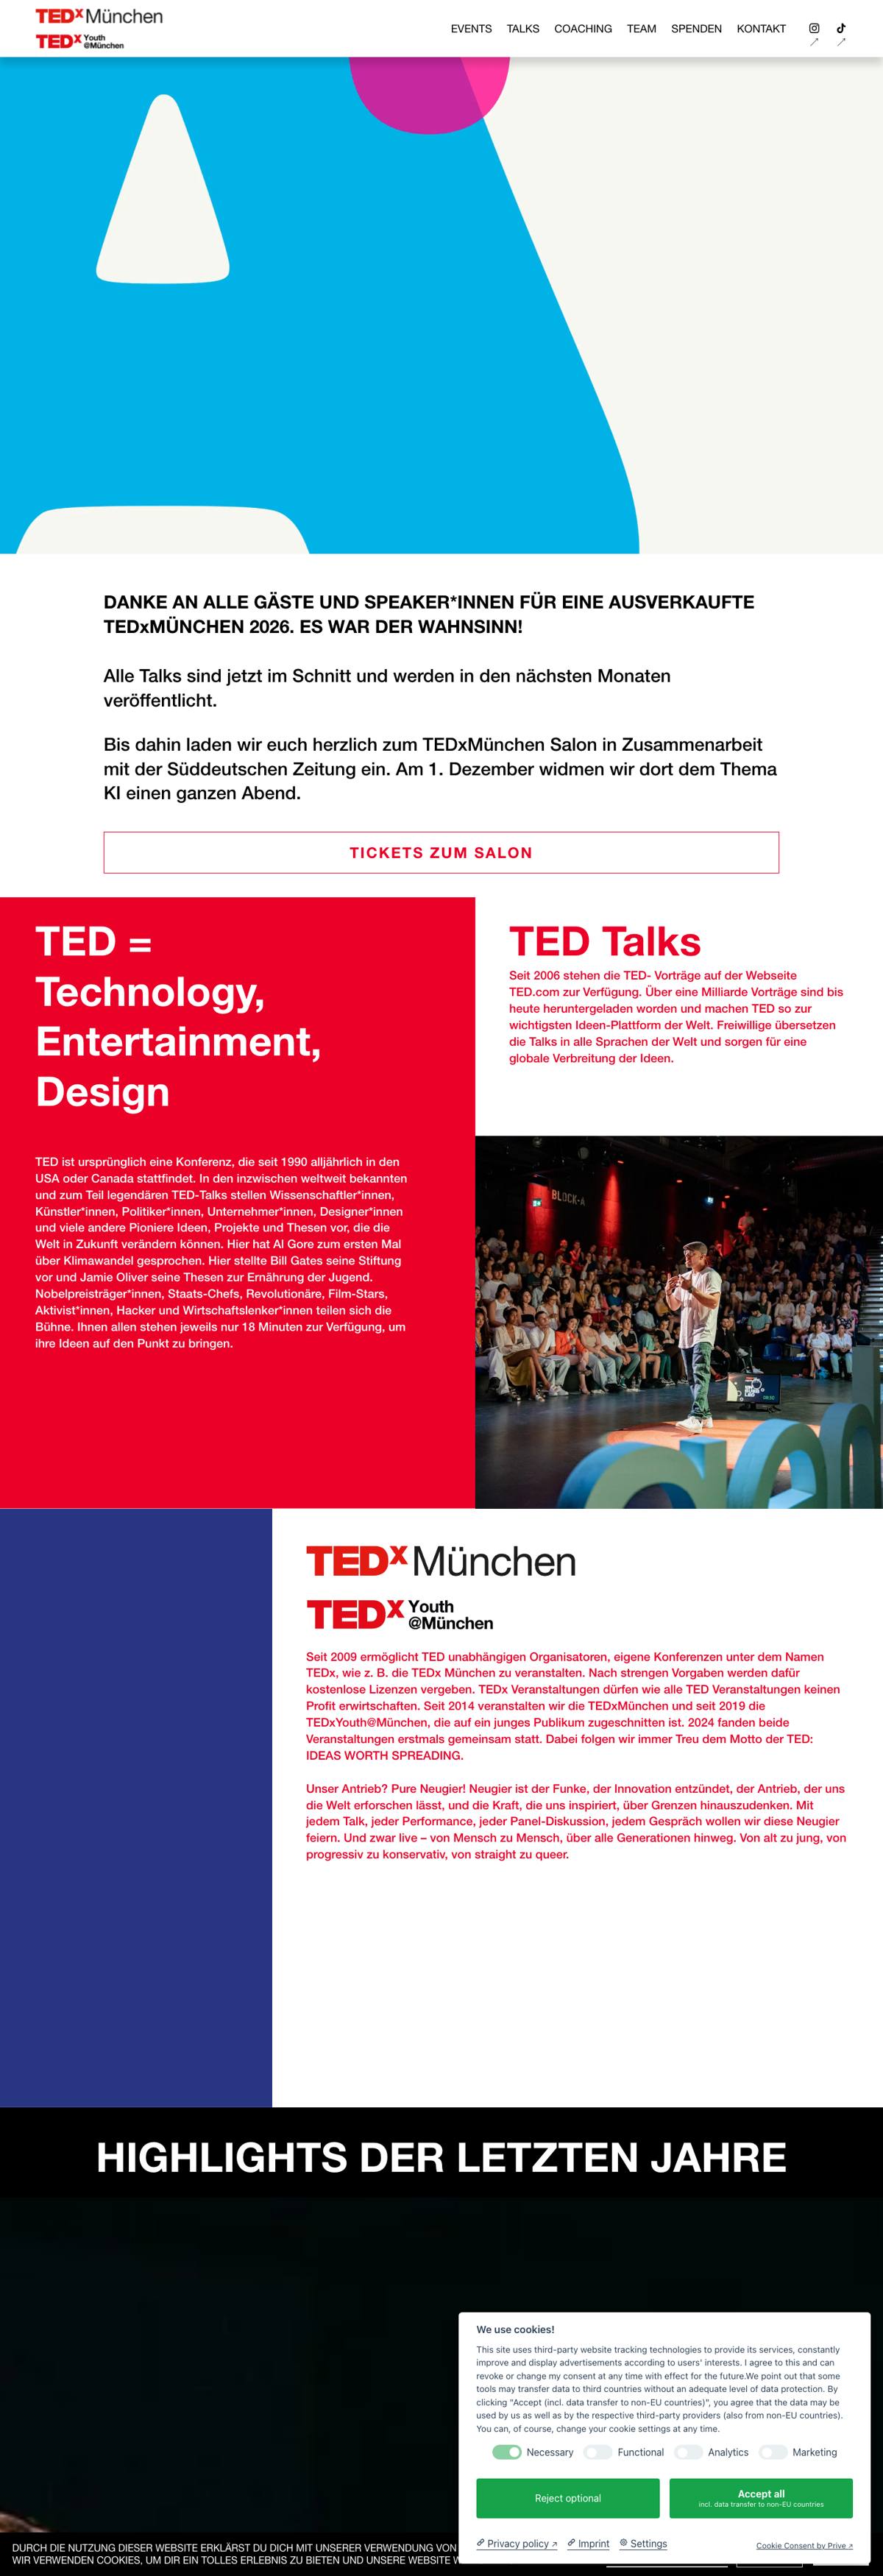 TEDxMünchen
TEDx Youth
@München
EVENTS TALKS COACHING TEAM SPENDEN KONTAKT
DANKE AN ALLE GÄSTE UND SPEAKER*INNEN FÜR EINE AUSVERKAUFTE
TEDxMÜNCHEN 2026. ES WAR DER WAHNSINN!
Alle Talks sind jetzt im Schnitt und werden in den nächsten Monaten
veröffentlicht.
Bis dahin laden wir euch herzlich zum TEDxMünchen Salon in Zusammenarbeit
mit der Süddeutschen Zeitung ein. Am 1. Dezember widmen wir dort dem Thema
KI einen ganzen Abend.
TICKETS ZUM SALON
TED =
Technology,
Entertainment,
Design
TED ist ursprünglich eine Konferenz, die seit 1990 alljährlich in den
USA oder Canada stattfindet. In den inzwischen weltweit bekannten
und zum Teil legendären TED-Talks stellen Wissenschaftler*innen,
Künstler*innen, Politiker*innen, Unternehmer*innen, Designer*innen
und viele andere Pioniere Ideen, Projekte und Thesen vor, die die
Welt in Zukunft verändern können. Hier hat Al Gore zum ersten Mal
über Klimawandel gesprochen. Hier stellte Bill Gates seine Stiftung
vor und Jamie Oliver seine Thesen zur Ernährung der Jugend.
Nobelpreisträger*innen, Staats-Chefs, Revolutionäre, Film-Stars,
Aktivist*innen, Hacker und Wirtschaftslenker*innen teilen sich die
Bühne. Ihnen allen stehen jeweils nur 18 Minuten zur Verfügung, um
ihre Ideen auf den Punkt zu bringen.
TED Talks
Seit 2006 stehen die TED- Vorträge auf der Webseite
TED.com zur Verfügung. Über eine Milliarde Vorträge sind bis
heute heruntergeladen worden und machen TED so zur
wichtigsten Ideen-Plattform der Welt. Freiwillige übersetzen
die Talks in alle Sprachen der Welt und sorgen für eine
globale Verbreitung der Ideen.
BLOCK-A
TEDxMünchen
TEDx Youth
@München
Seit 2009 ermöglicht TED unabhängigen Organisatoren, eigene Konferenzen unter dem Namen
TEDx, wie z. B. die TEDx München zu veranstalten. Nach strengen Vorgaben werden dafür
kostenlose Lizenzen vergeben. TEDx Veranstaltungen dürfen wie alle TED Veranstaltungen keinen
Profit erwirtschaften. Seit 2014 veranstalten wir die TEDxMünchen und seit 2019 die
TEDxYouth@München, die auf ein junges Publikum zugeschnitten ist. 2024 fanden beide
Veranstaltungen erstmals gemeinsam statt. Dabei folgen wir immer Treu dem Motto der TED:
IDEAS WORTH SPREADING.
Unser Antrieb? Pure Neugier! Neugier ist der Funke, der Innovation entzündet, der Antrieb, der uns
die Welt erforschen lässt, und die Kraft, die uns inspiriert, über Grenzen hinauszudenken. Mit
jedem Talk, jeder Performance, jeder Panel-Diskussion, jedem Gespräch wollen wir diese Neugier
feiern. Und zwar live – von Mensch zu Mensch, über alle Generationen hinweg. Von alt zu jung, von
progressiv zu konservativ, von straight zu queer.
HIGHLIGHTS DER LETZTEN JAHRE
We use cookies!
This site uses third-party website tracking technologies to provide its services, constantly
improve and display advertisements according to users' interests. I agree to this and can
revoke or change my consent at any time with effect for the future.We point out that some
tools may transfer data to third countries without an adequate level of data protection. By
clicking "Accept (incl. data transfer to non-EU countries)", you agree that the data may be
used by us as well as by the respective third-party providers (also from non-EU countries).
You can, of course, change your cookie settings at any time.
Necessary Functional Analytics Marketing
Reject optional
Accept all
incl. data transfer to non-EU countries
Privacy policy Imprint Settings Cookie Consent by Prive
DURCH DIE NUTZUNG DIESER WEBSITE ERKLÄRST DU DICH MIT UNSERER VERWENDUNG VON
WIR VERWENDEN COOKIES, UM DIR EIN TOLLES ERLEBNIS ZU BIETEN UND UNSERE WEBSITE